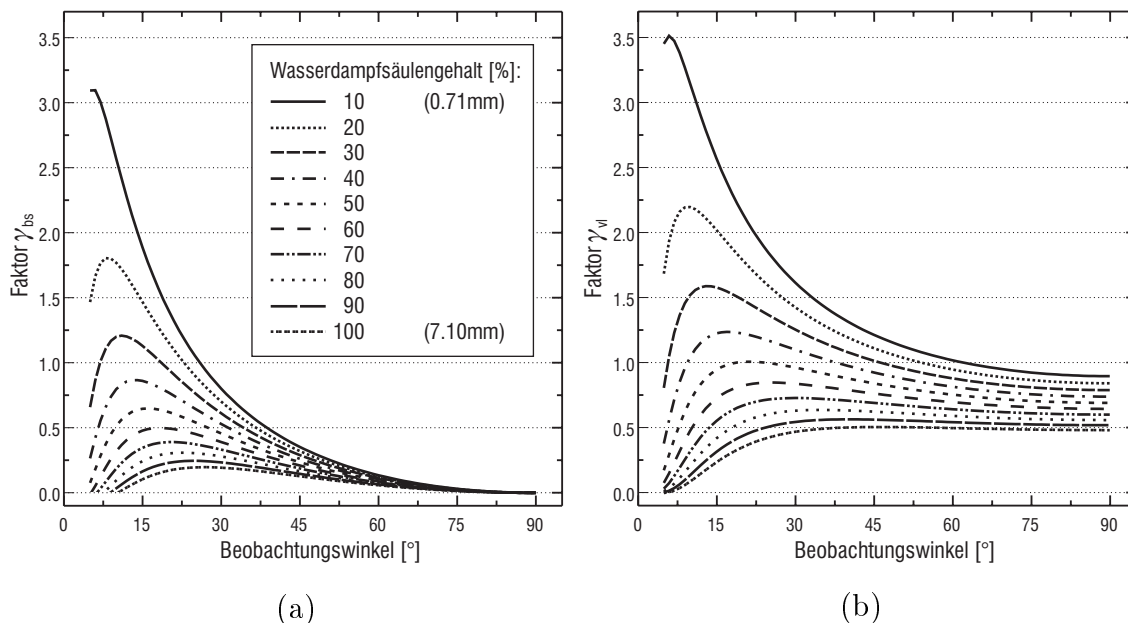 3.5
3.0
2.5
2.0
1.5
1.0
0.5
0.0
Faktor γbs
Wasserdampfsäulengehalt [%]:
10 (0.71mm)
20
30
40
50
60
70
80
90
100 (7.10mm)
0 15 30 45 60 75 90
Beobachtungswinkel [°]
(a)
3.5
3.0
2.5
2.0
1.5
1.0
0.5
0.0
Faktor γvl
0 15 30 45 60 75 90
Beobachtungswinkel [°]
(b)